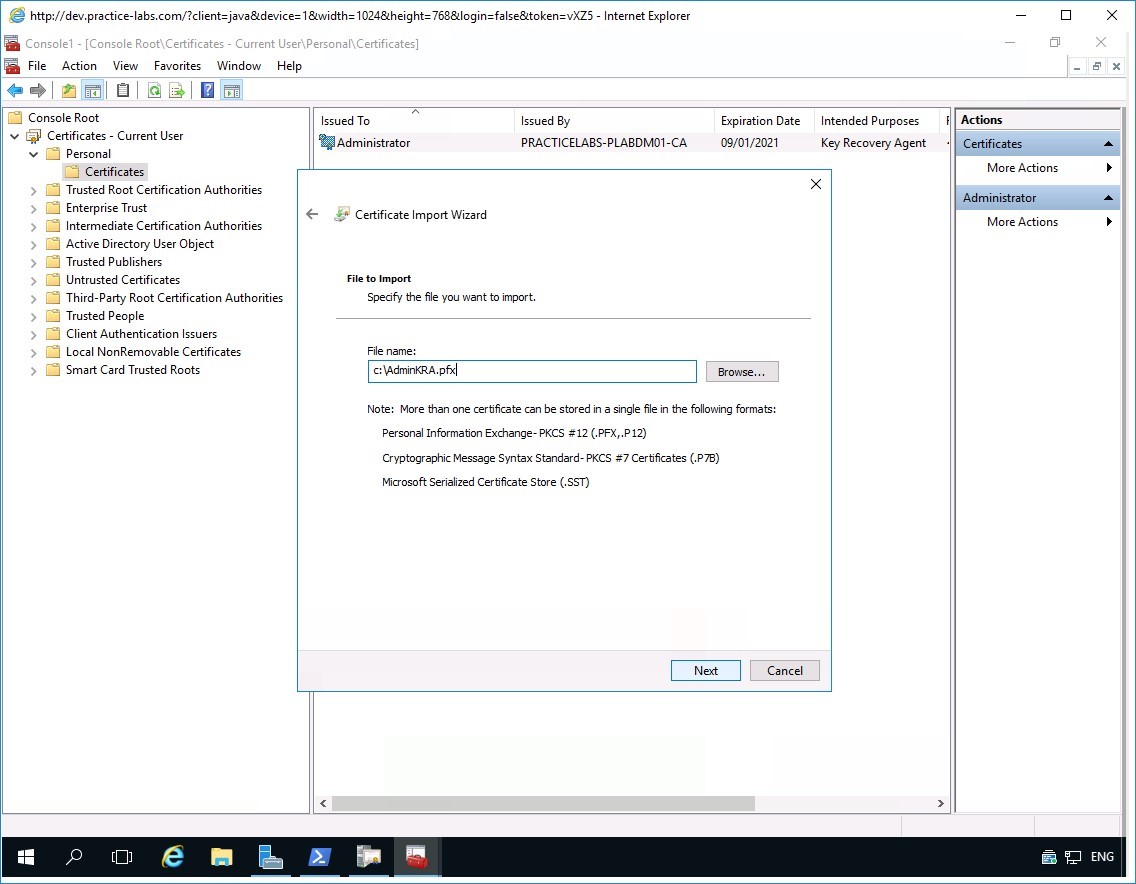 http://dev.practice-labs.com/?client=java&device=1&width=1024&height=768&login=false&token=vXZ5 - Internet Explorer
Console1 - [Console Root\Certificates - Current User\Personal\Certificates]
File Action View Favorites Window Help
Console Root
Certificates - Current User
Personal
Certificates
Trusted Root Certification Authorities
Enterprise Trust
Intermediate Certification Authorities
Active Directory User Object
Trusted Publishers
Untrusted Certificates
Third-Party Root Certification Authorities
Trusted People
Client Authentication Issuers
Local NonRemovable Certificates
Smart Card Trusted Roots
Issued To Issued By Expiration Date Intended Purposes
Administrator PRACTICELABS-PLABDM01-CA 09/01/2021 Key Recovery Agent
Certificate Import Wizard
File to Import
Specify the file you want to import.
File name:
c:\AdminKRA.pfx
Browse...
Note: More than one certificate can be stored in a single file in the following formats:
Personal Information Exchange- PKCS #12 (.PFX,.P12)
Cryptographic Message Syntax Standard- PKCS #7 Certificates (.P7B)
Microsoft Serialized Certificate Store (.SST)
Next Cancel
Actions
Certificates
More Actions
Administrator
More Actions
ENG